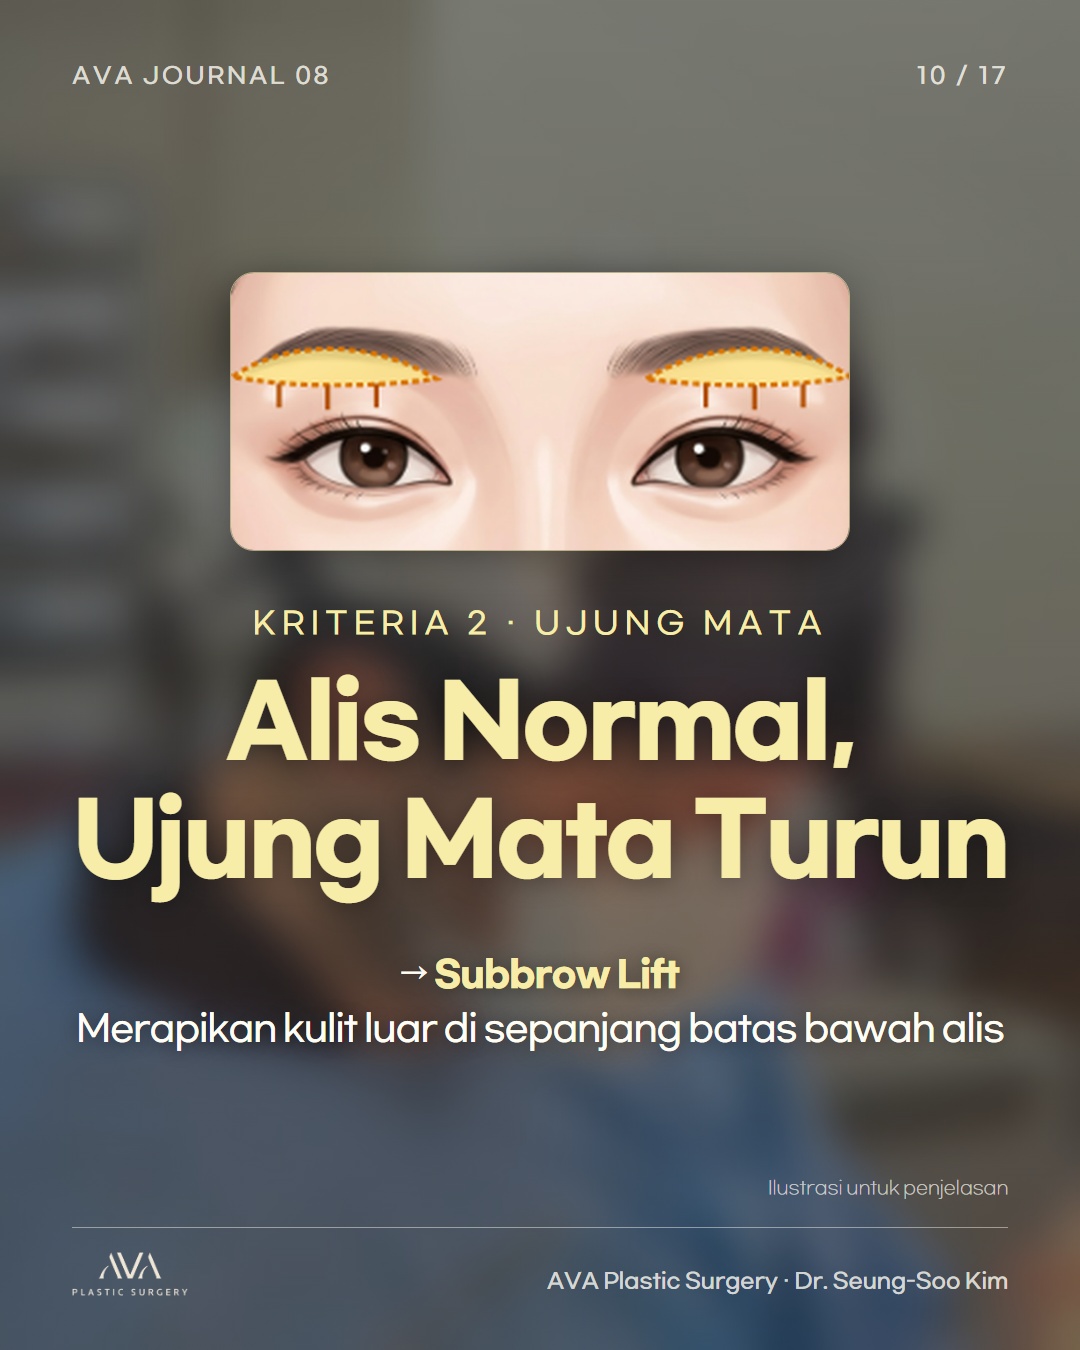 AVA JOURNAL 08
10 / 17
KRITERIA 2 · UJUNG MATA
Alis Normal,
Ujung Mata Turun
→ Subbrow Lift
Merapikan kulit luar di sepanjang batas bawah alis
Ilustrasi untuk penjelasan
AVA
PLASTIC SURGERY
AVA Plastic Surgery · Dr. Seung-Soo Kim